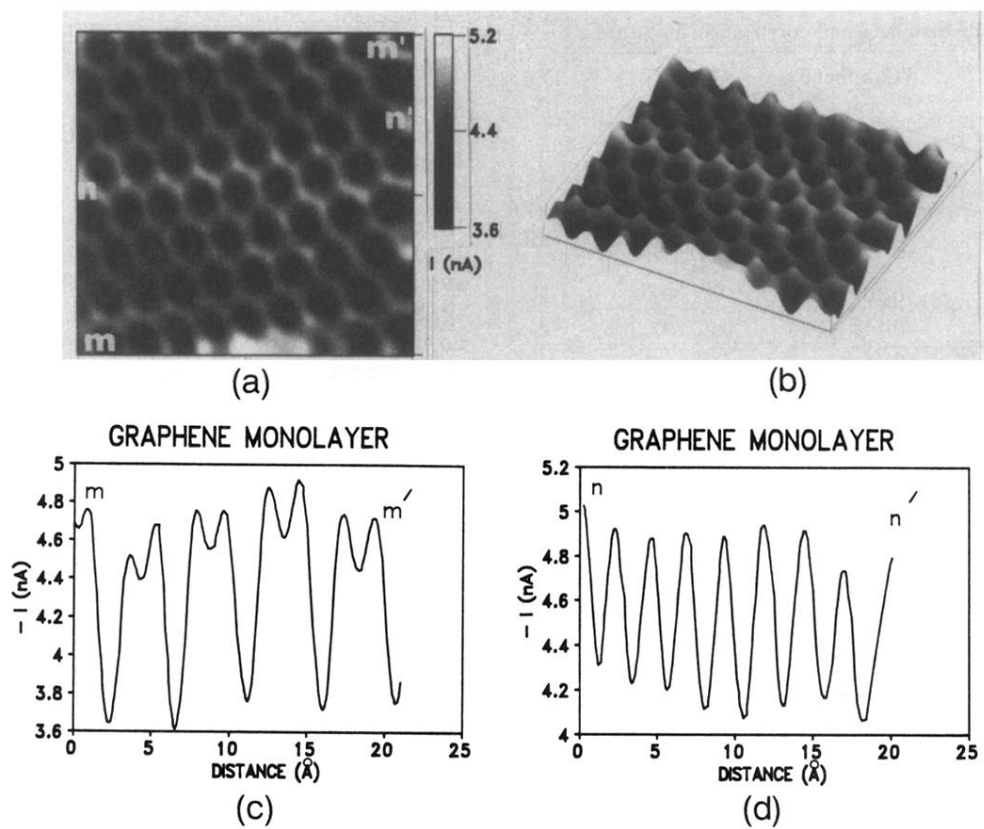 m'
n'
n
m
5.2
4.4
3.6
I (nA)
(a)
(b)
GRAPHENE MONOLAYER
5
4.8
4.6
4.4
4.2
4
3.8
3.6
- I (nA)
m
m′
0
5
10
15
20
25
DISTANCE (Å)
(c)
GRAPHENE MONOLAYER
5.2
5
4.8
4.6
4.4
4.2
4
- I (nA)
n
n′
0
5
10
15
20
25
DISTANCE (Å)
(d)